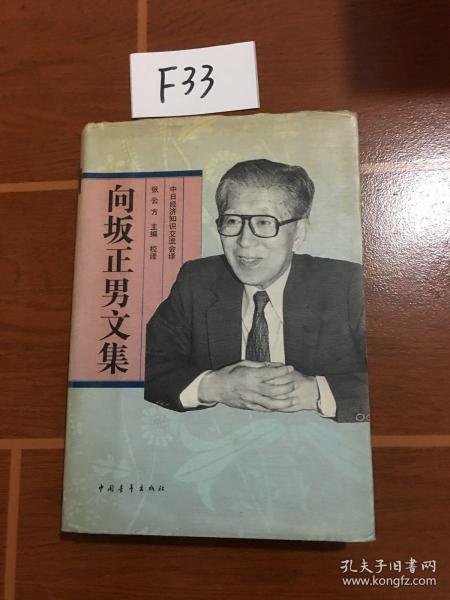 F33
向坂正男文集
张云方 主编 校译
中日经济知识交流会译
中国青年出版社
孔夫子旧书网
www.kongfz.com